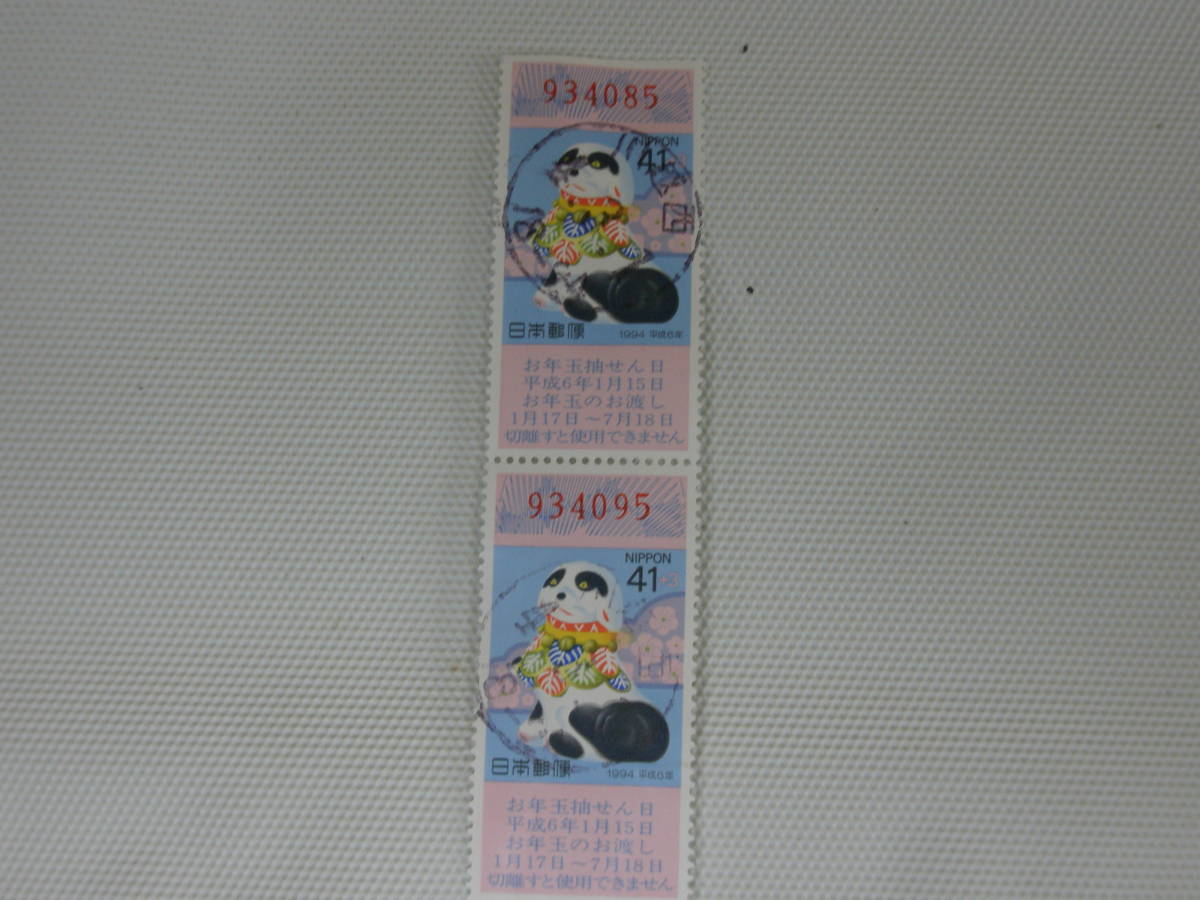 934085
NIPPON
41
日本郵便
1994 平成6年
お年玉抽せん日
平成6年1月15日
お年玉のお渡し
1月17日～7月18日
切離すと使用できません
934095
NIPPON
41+3
日本郵便
1994 平成6年
お年玉抽せん日
平成6年1月15日
お年玉のお渡し
1月17日～7月18日
切離すと使用できません